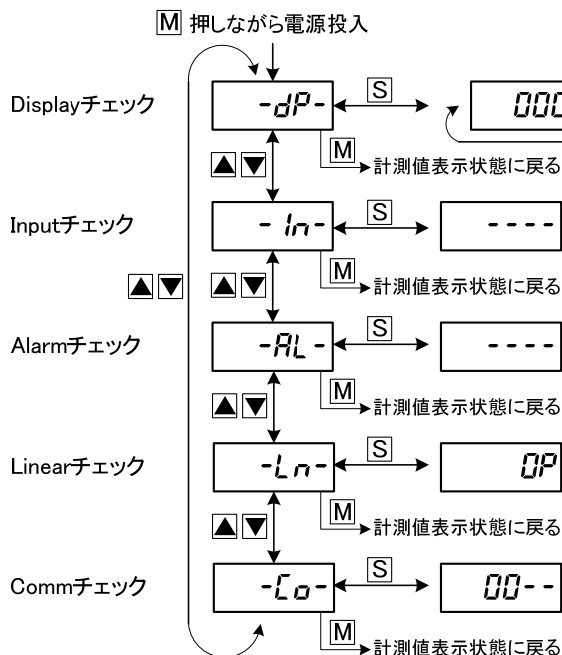 M 押しながら電源投入
Displayチェック -dP- S 000
▲▼ M 計測値表示状態に戻る
Inputチェック -In- S ----
▲▼ ▲▼ M 計測値表示状態に戻る
Alarmチェック -AL- S ----
▲▼ M 計測値表示状態に戻る
Linearチェック -Ln- S OP
▲▼ M 計測値表示状態に戻る
Commチェック -Co- S 00--
M 計測値表示状態に戻る